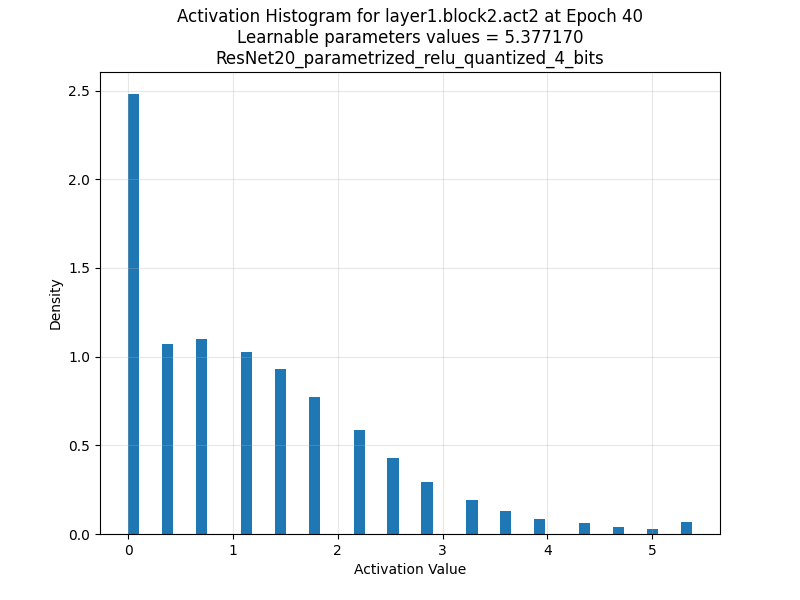 Activation Histogram for layer1.block2.act2 at Epoch 40
Learnable parameters values = 5.377170
ResNet20_parametrized_relu_quantized_4_bits
2.5
2.0
1.5
1.0
0.5
0.0
Density
0 1 2 3 4 5
Activation Value